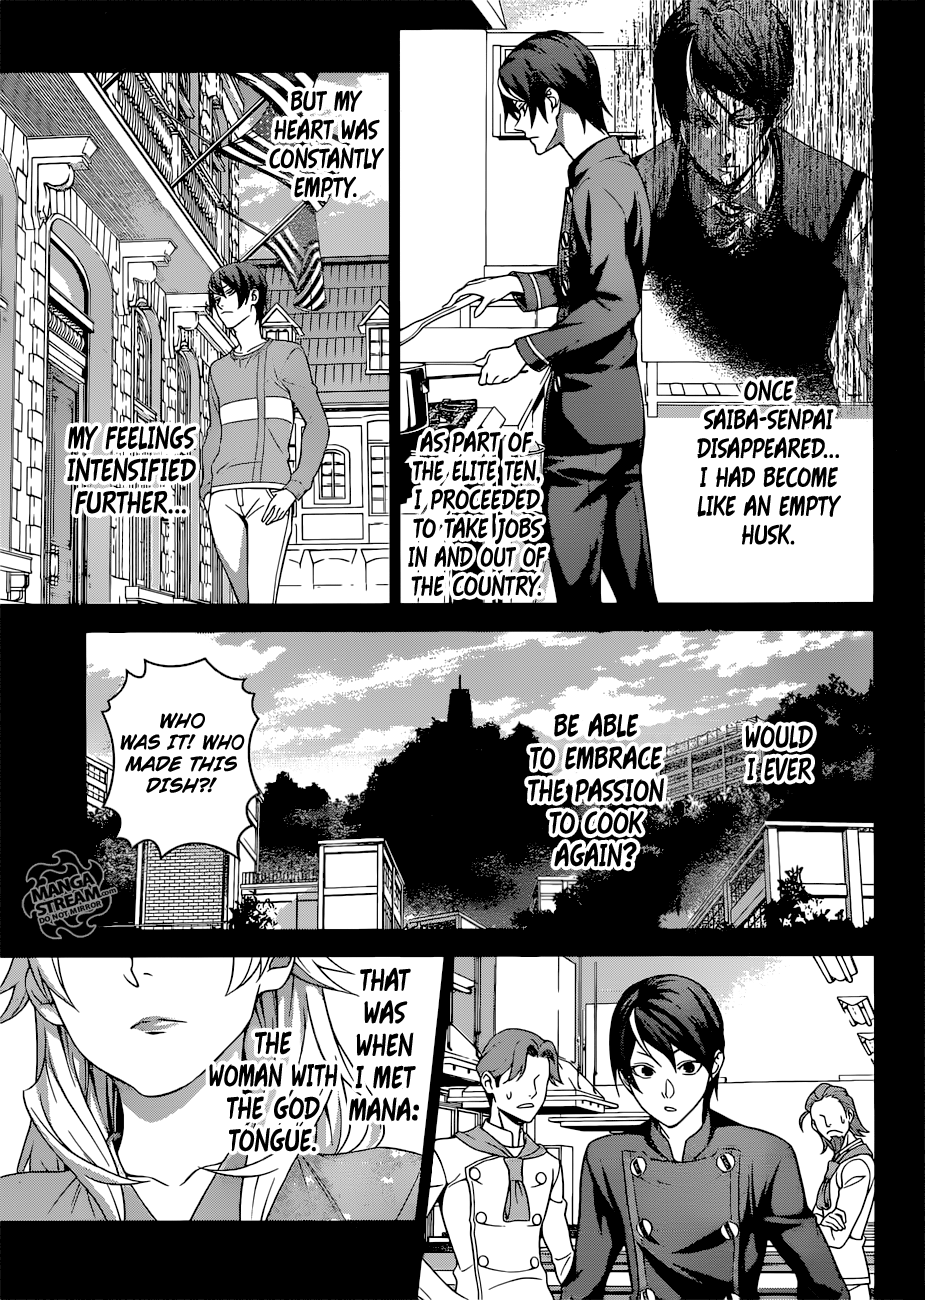 ONCE
SAIBA-SENPAI
DISAPPEARED...
I HAD BECOME
LIKE AN EMPTY
HUSK.
AS PART OF
THE ELITE TEN,
I PROCEEDED
TO TAKE JOBS
IN AND OUT OF
THE COUNTRY.
BUT MY
HEART WAS
CONSTANTLY
EMPTY.
MY FEELINGS
INTENSIFIED
FURTHER...
WOULD
I EVER
BE ABLE
TO EMBRACE
THE PASSION
TO COOK
AGAIN?
WHO
WAS IT! WHO
MADE THIS
DISH?!
MANGA
STREAM.com
DO NOT MIRROR
THAT
WAS
WHEN
I MET
MANA:
THE
WOMAN WITH
THE GOD
TONGUE.